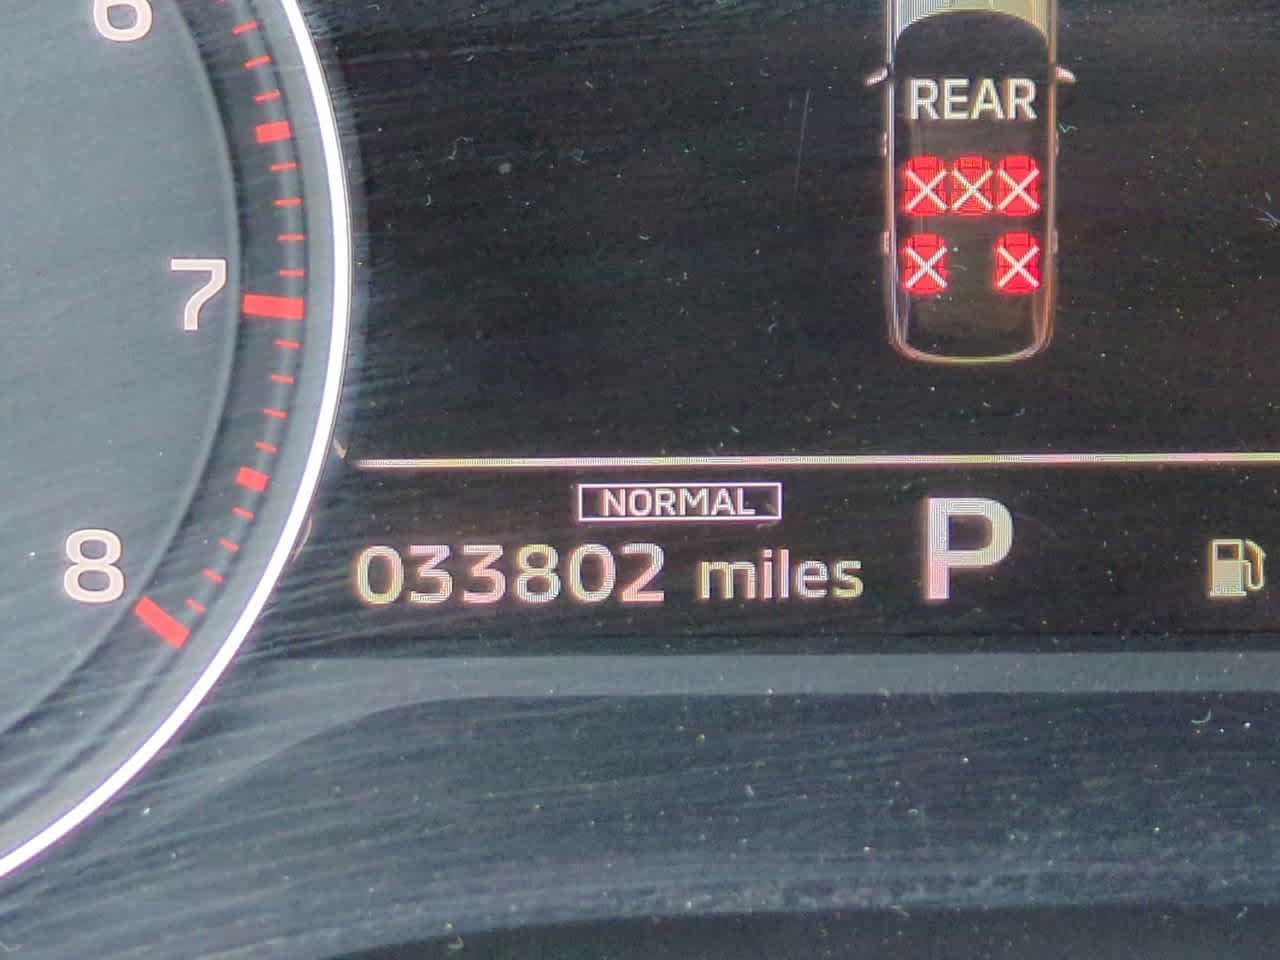 6
REAR
7
NORMAL
8
033802 miles P